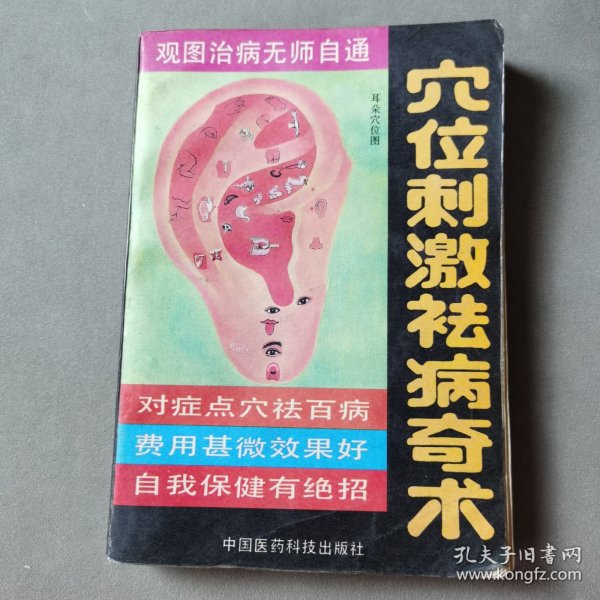 观图治病无师自通
耳朵穴位图
穴位刺激祛病奇术
对症点穴祛百病
费用甚微效果好
自我保健有绝招
中国医药科技出版社
孔夫子旧书网
www.kongfz.com